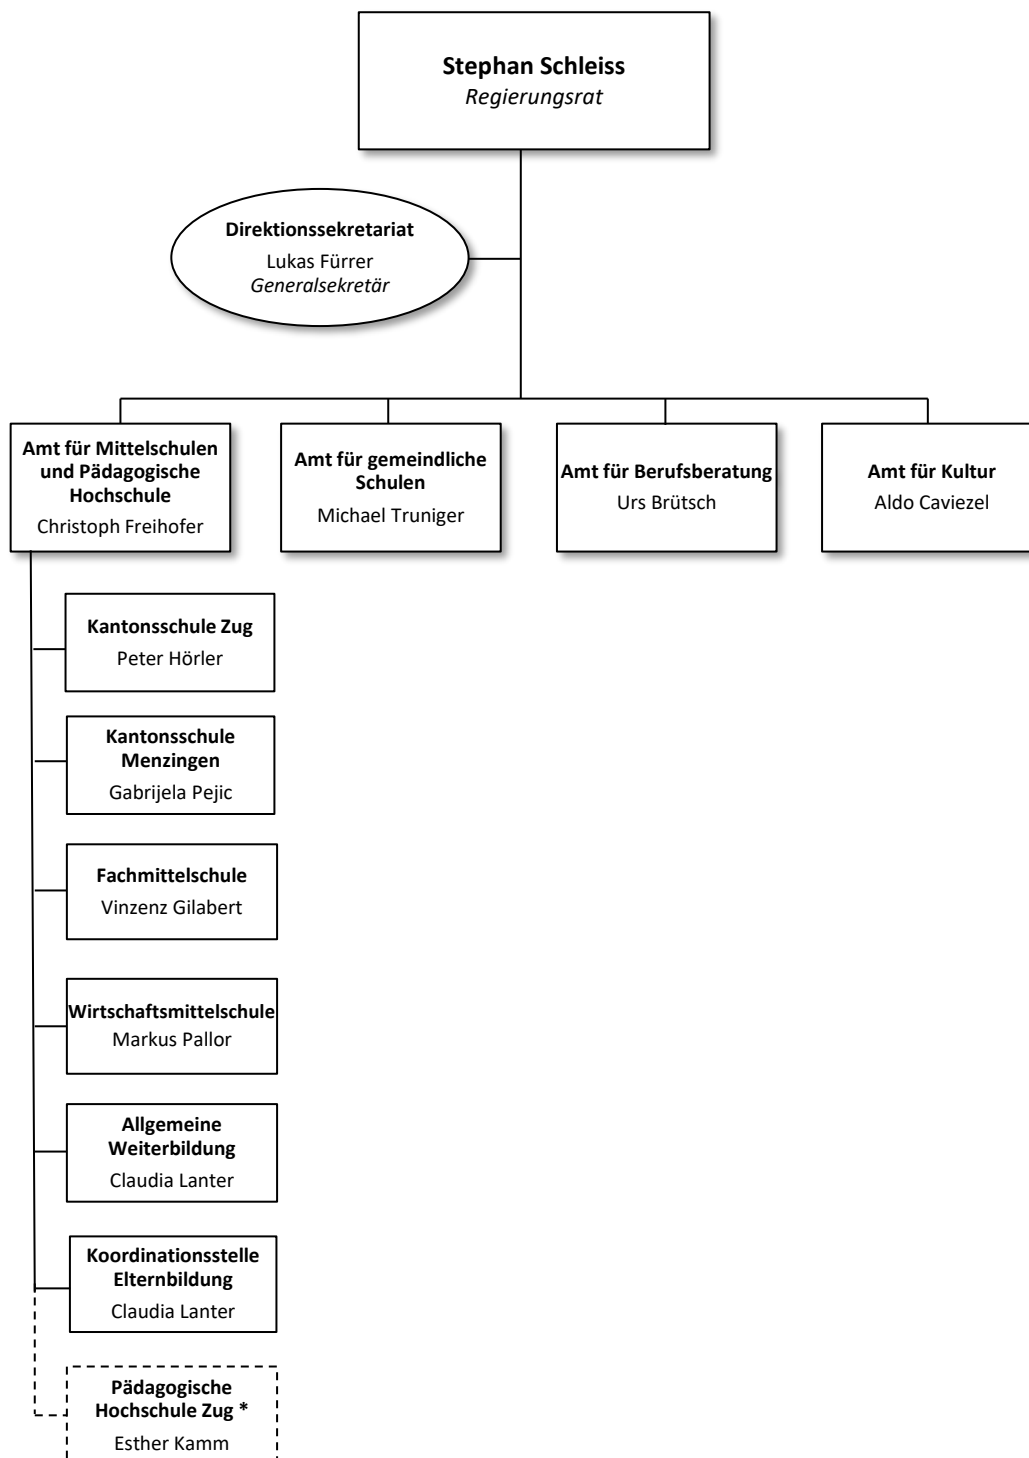 Stephan Schleiss
Regierungsrat
Direktionssekretariat
Lukas Fürrer
Generalsekretär
Amt für Mittelschulen
und Pädagogische
Hochschule
Christoph Freihofer
Amt für gemeindliche
Schulen
Michael Truniger
Amt für Berufsberatung
Urs Brütsch
Amt für Kultur
Aldo Caviezel
Kantonsschule Zug
Peter Hörler
Kantonsschule
Menzingen
Gabrijela Pejic
Fachmittelschule
Vinzenz Gilabert
Wirtschaftsmittelschule
Markus Pallor
Allgemeine
Weiterbildung
Claudia Lanter
Koordinationsstelle
Elternbildung
Claudia Lanter
Pädagogische
Hochschule Zug *
Esther Kamm